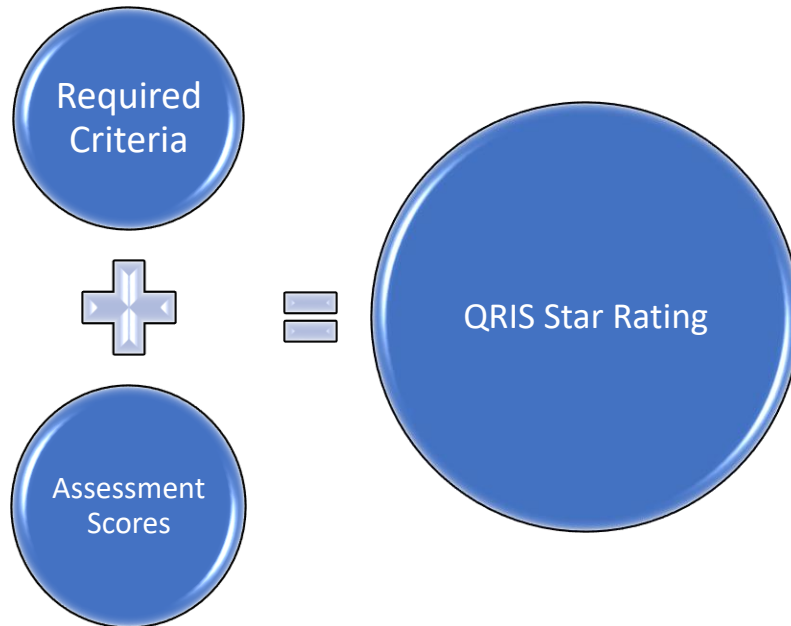 Required
Criteria
Assessment
Scores
QRIS Star Rating